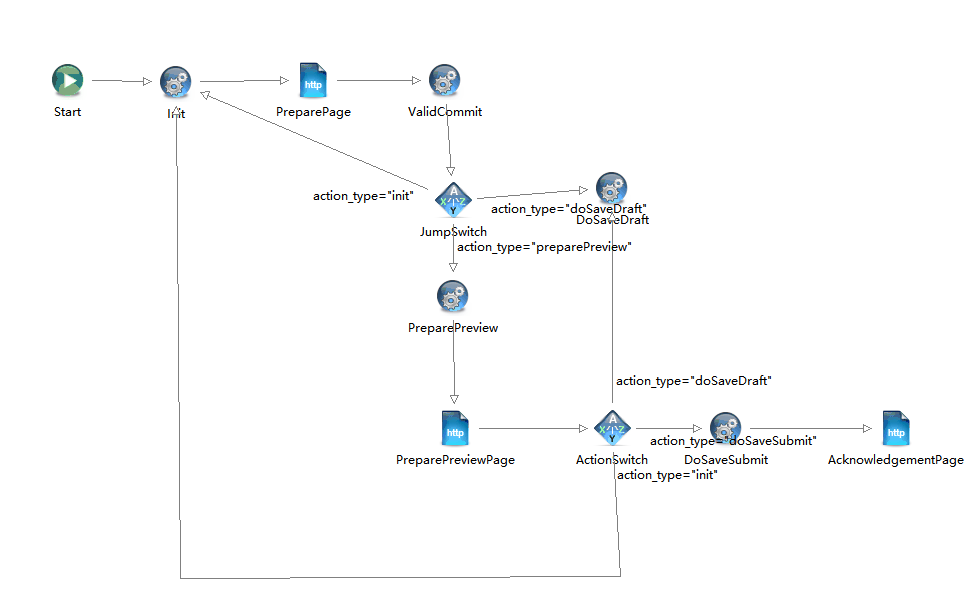 http
Start
Init
PreparePage
ValidCommit
A
X
Z
Y
action_type="init"
action_type="doSaveDraft"
DoSaveDraft
JumpSwitch
action_type="preparePreview"
PreparePreview
action_type="doSaveDraft"
http
A
X
Z
Y
http
action_type="doSaveSubmit"
PreparePreviewPage
ActionSwitch
DoSaveSubmit
AcknowledgementPage
action_type="init"